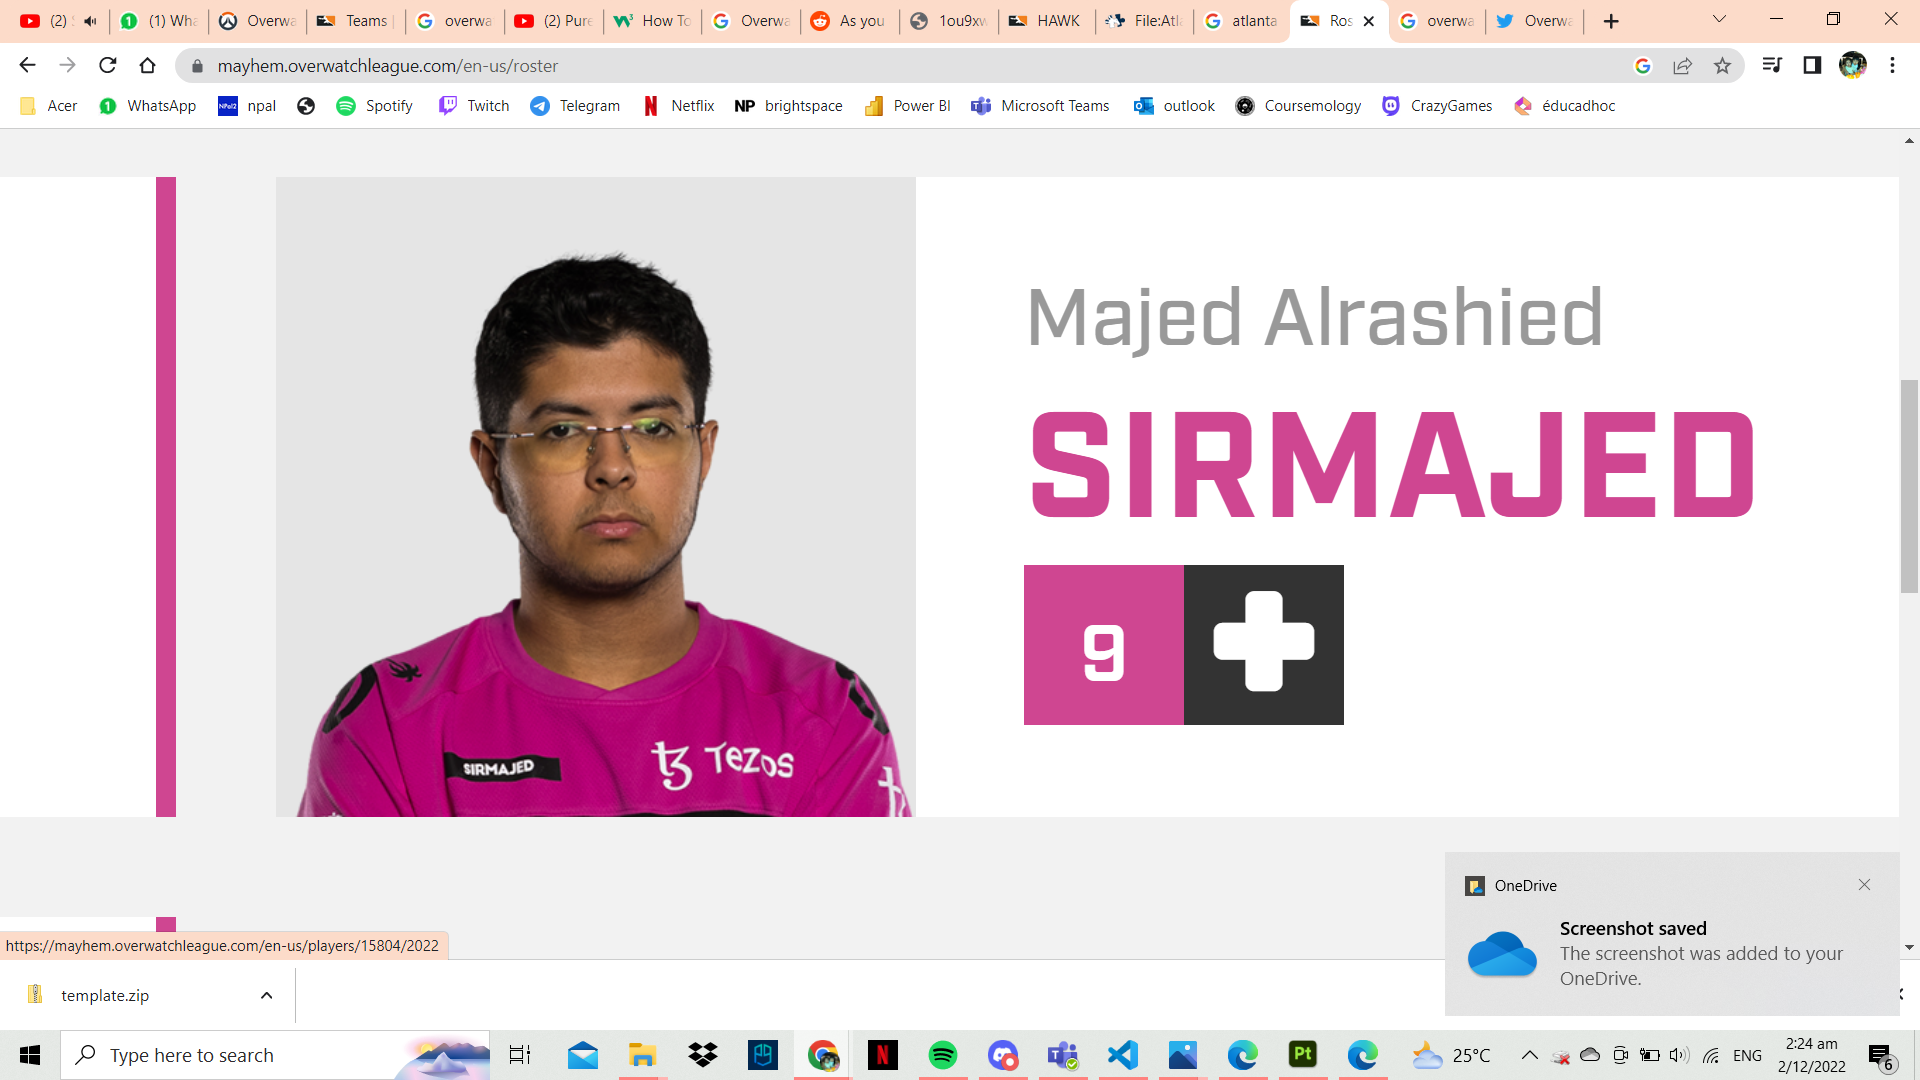 (2) S
(1) Wha
Overwa
Teams |
overwa
(2) Pure
How To
Overwa
As you
1ou9xw
HAWK
File:Atla
atlanta
Ros
overwa
Overwa
mayhem.overwatchleague.com/en-us/roster
Acer
WhatsApp
NPal2 npal
Spotify
Twitch
Telegram
Netflix
NP brightspace
Power BI
Microsoft Teams
outlook
Coursemology
CrazyGames
éducadhoc
Majed Alrashied
SIRMAJED
9
SIRMAJED
Tezos
OneDrive
Screenshot saved
The screenshot was added to your
OneDrive.
https://mayhem.overwatchleague.com/en-us/players/15804/2022
template.zip
Type here to search
Pt
25°C
ENG
2:24 am
2/12/2022
6